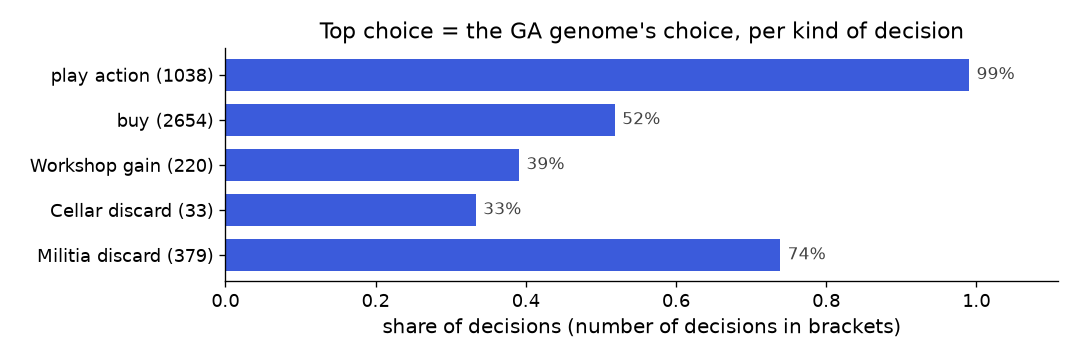 Top choice = the GA genome's choice, per kind of decision
play action (1038)
99%
buy (2654)
52%
Workshop gain (220)
39%
Cellar discard (33)
33%
Militia discard (379)
74%
0.0 0.2 0.4 0.6 0.8 1.0
share of decisions (number of decisions in brackets)